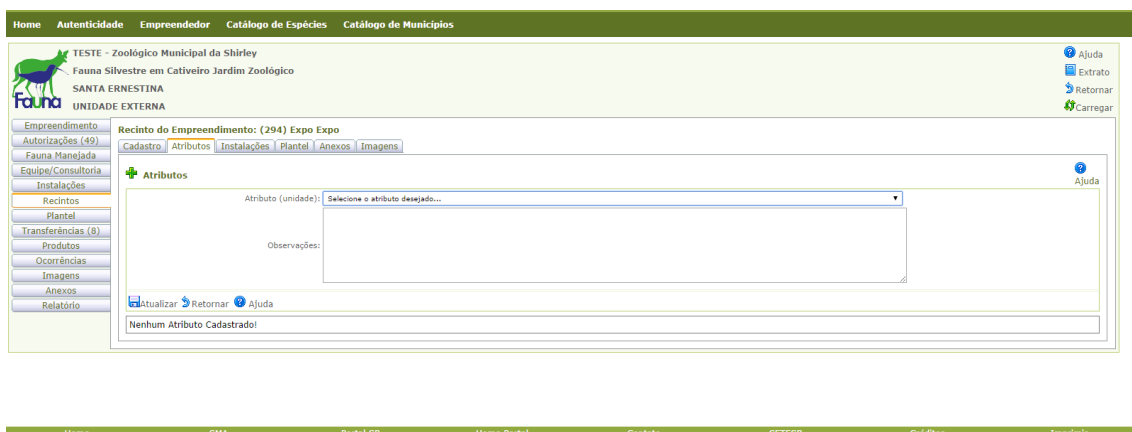 Home Autenticidade Empreendedor Catálogo de Espécies Catálogo de Municípios
TESTE - Zoológico Municipal da Shirley
Fauna Silvestre em Cativeiro Jardim Zoológico
SANTA ERNESTINA
UNIDADE EXTERNA
Fauna
Ajuda
Extrato
Retornar
Carregar
Empreendimento
Autorizações (49)
Fauna Manejada
Equipe/Consultoria
Instalações
Recintos
Plantel
Transferências (8)
Produtos
Ocorrências
Imagens
Anexos
Relatório
Recinto do Empreendimento: (294) Expo Expo
Cadastro Atributos Instalações Plantel Anexos Imagens
Atributos
Ajuda
Atributo (unidade): Selecione o atributo desejado...
Observações:
Atualizar Retornar Ajuda
Nenhum Atributo Cadastrado!